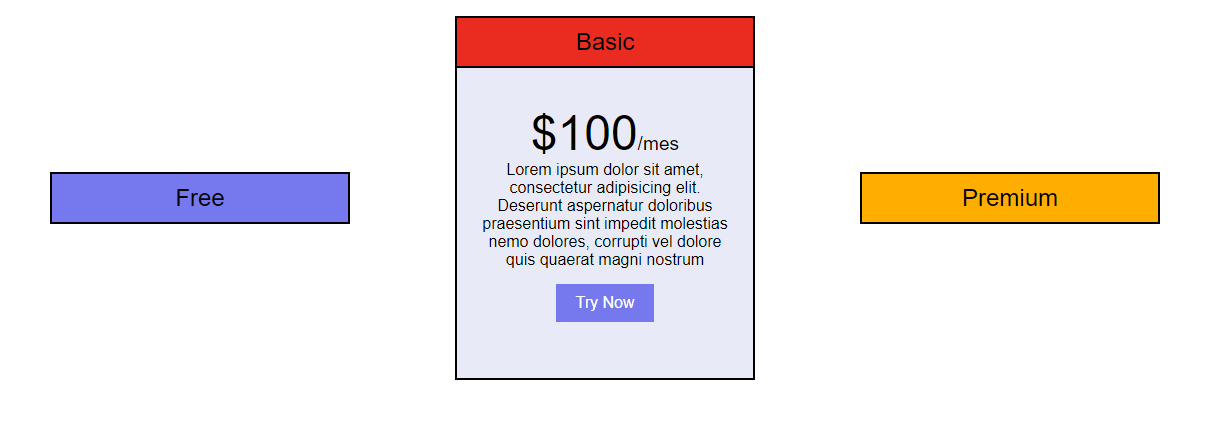 Free
Basic
$100/mes
Lorem ipsum dolor sit amet,
consectetur adipisicing elit.
Deserunt aspernatur doloribus
praesentium sint impedit molestias
nemo dolores, corrupti vel dolore
quis quaerat magni nostrum
Try Now
Premium